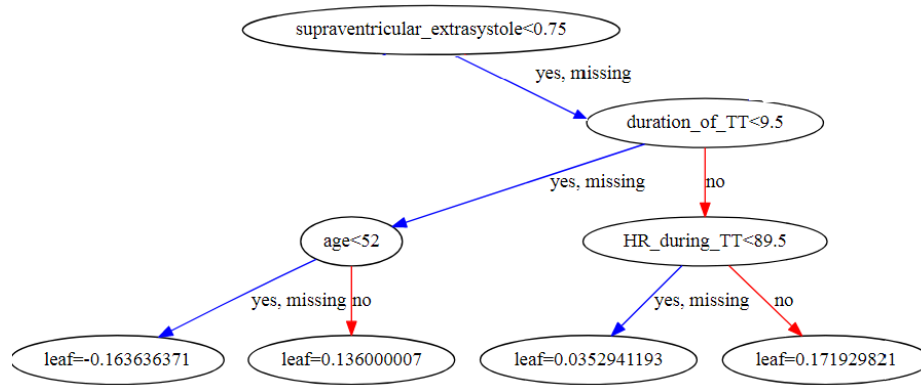 supraventricular_extrasystole<0.75
yes, missing
duration_of_TT<9.5
yes, missing
no
age<52
HR_during_TT<89.5
yes, missing
no
yes, missing
no
leaf=-0.163636371
leaf=0.136000007
leaf=0.0352941193
leaf=0.171929821